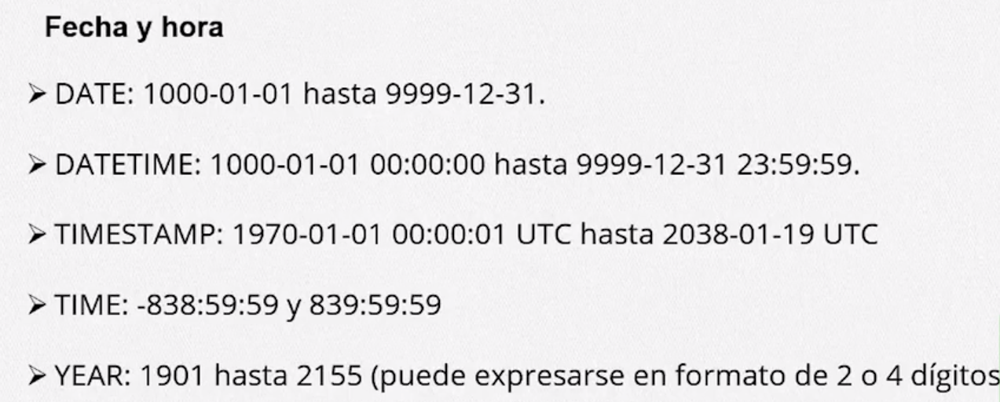 Fecha y hora
➢ DATE: 1000-01-01 hasta 9999-12-31.
➢ DATETIME: 1000-01-01 00:00:00 hasta 9999-12-31 23:59:59.
➢ TIMESTAMP: 1970-01-01 00:00:01 UTC hasta 2038-01-19 UTC
➢ TIME: -838:59:59 y 839:59:59
➢ YEAR: 1901 hasta 2155 (puede expresarse en formato de 2 o 4 dígitos